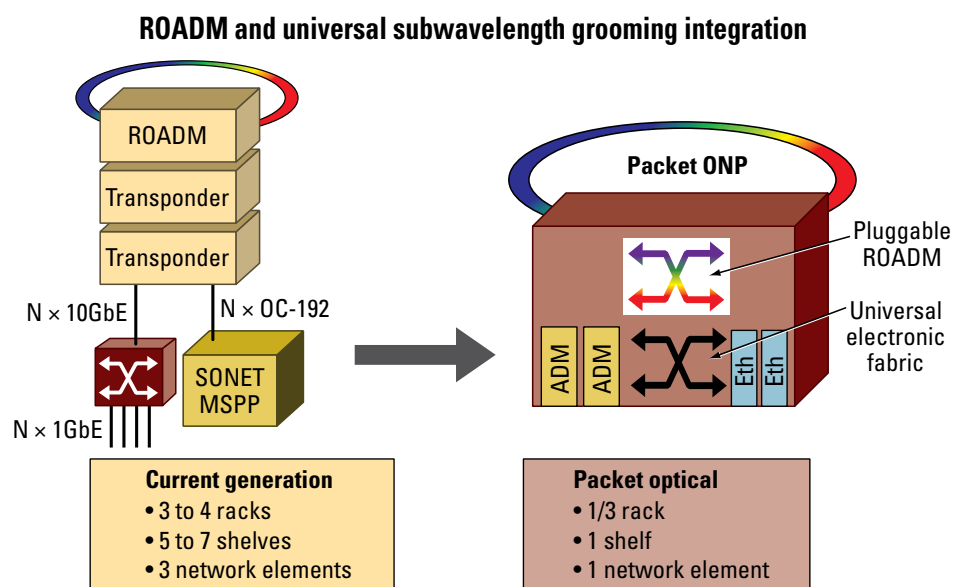 ROADM and universal subwavelength grooming integration
ROADM
Transponder
Transponder
N × 10GbE
N × OC-192
SONET
MSPP
N × 1GbE
Current generation
• 3 to 4 racks
• 5 to 7 shelves
• 3 network elements
Packet ONP
Pluggable
ROADM
Universal
electronic
fabric
ADM
ADM
Eth
Eth
Packet optical
• 1/3 rack
• 1 shelf
• 1 network element